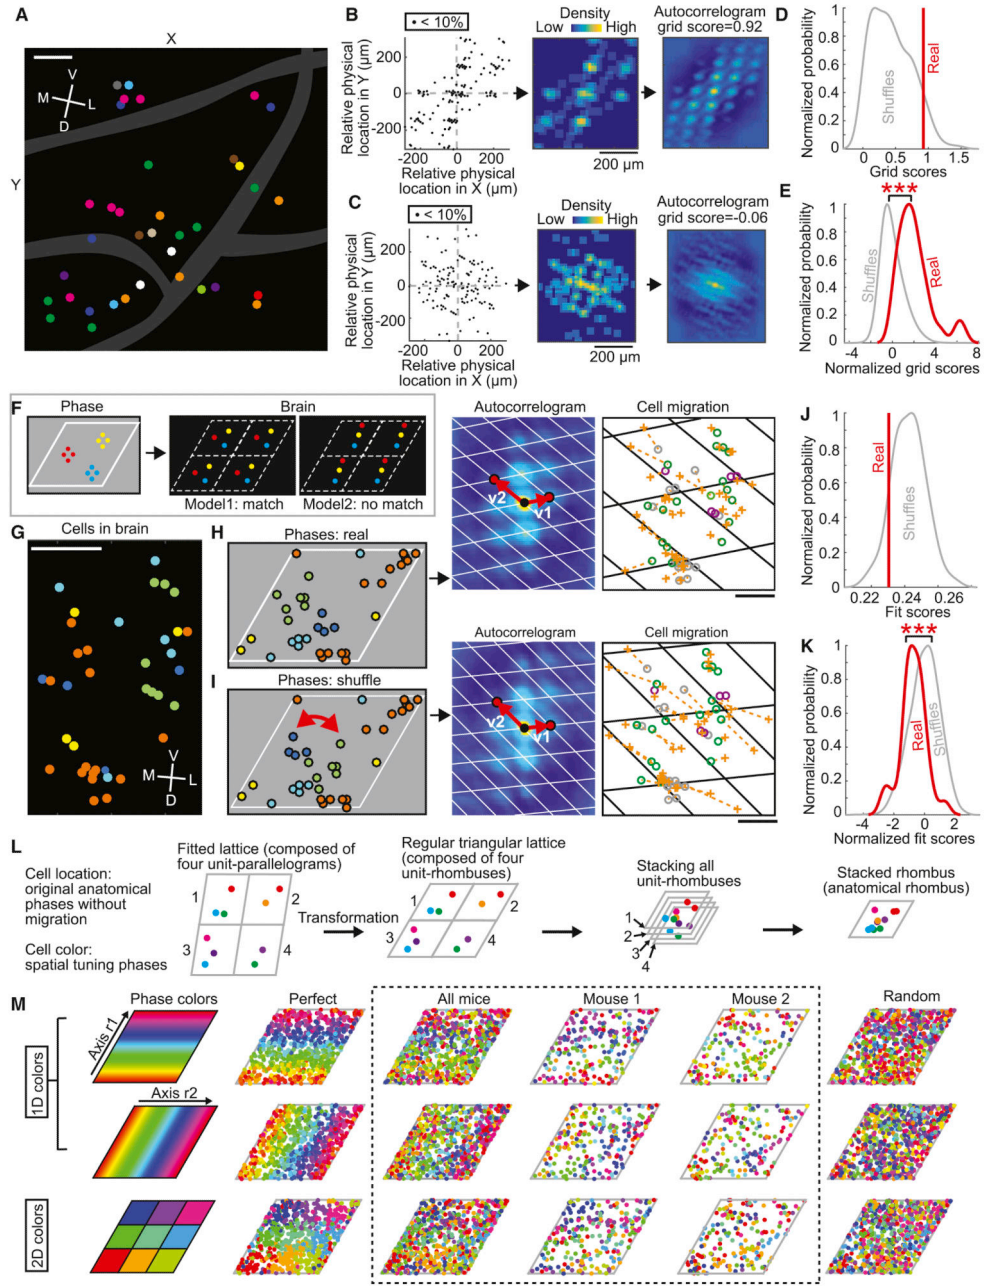 A
X
Y
V
M
L
D
B
< 10%
Relative physical
location in Y (µm)
200
0
-200
-200 0 200
Relative physical
location in X (µm)
Density
Low High
200 µm
Autocorrelogram
grid score=0.92
C
< 10%
Relative physical
location in Y (µm)
200
0
-200
-200 0 200
Relative physical
location in X (µm)
Density
Low High
200 µm
Autocorrelogram
grid score=-0.06
D
Normalized probability
1
0.8
0.6
0.4
0.2
0
Shuffles
Real
0 0.5 1 1.5
Grid scores
E
***
Normalized probability
1
0.8
0.6
0.4
0.2
0
Shuffles
Real
-4 0 4 8
Normalized grid scores
F
Phase
Brain
Model1: match
Model2: no match
G
Cells in brain
V
M
L
D
H
Phases: real
Autocorrelogram
v2
v1
Cell migration
I
Phases: shuffle
Autocorrelogram
v2
v1
Cell migration
J
Normalized probability
1
0.8
0.6
0.4
0.2
0
Real
Shuffles
0.22 0.24 0.26
Fit scores
K
***
Normalized probability
1
0.8
0.6
0.4
0.2
0
Real
Shuffles
-4 -2 0 2
Normalized fit scores
L
Cell location:
original anatomical
phases without
migration
Cell color:
spatial tuning phases
Fitted lattice (composed of
four unit-parallelograms)
1
2
3
4
Transformation
Regular triangular lattice
(composed of four
unit-rhombuses)
1
2
3
4
Stacking all
unit-rhombuses
1
2
3
4
Stacked rhombus
(anatomical rhombus)
M
Phase colors
Perfect
All mice
Mouse 1
Mouse 2
Random
1D colors
Axis r1
Axis r2
2D colors